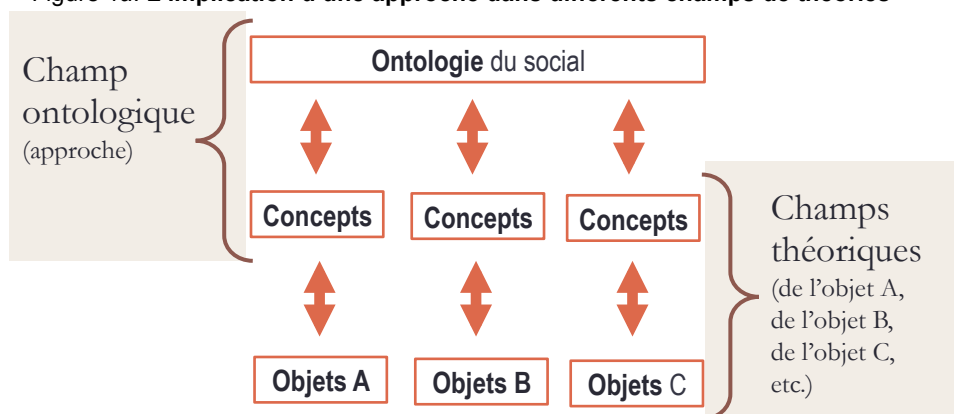 Ontologie du social
Champ
ontologique
(approche)
Concepts
Concepts
Concepts
Champs
théoriques
(de l'objet A,
de l'objet B,
de l'objet C,
etc.)
Objets A
Objets B
Objets C